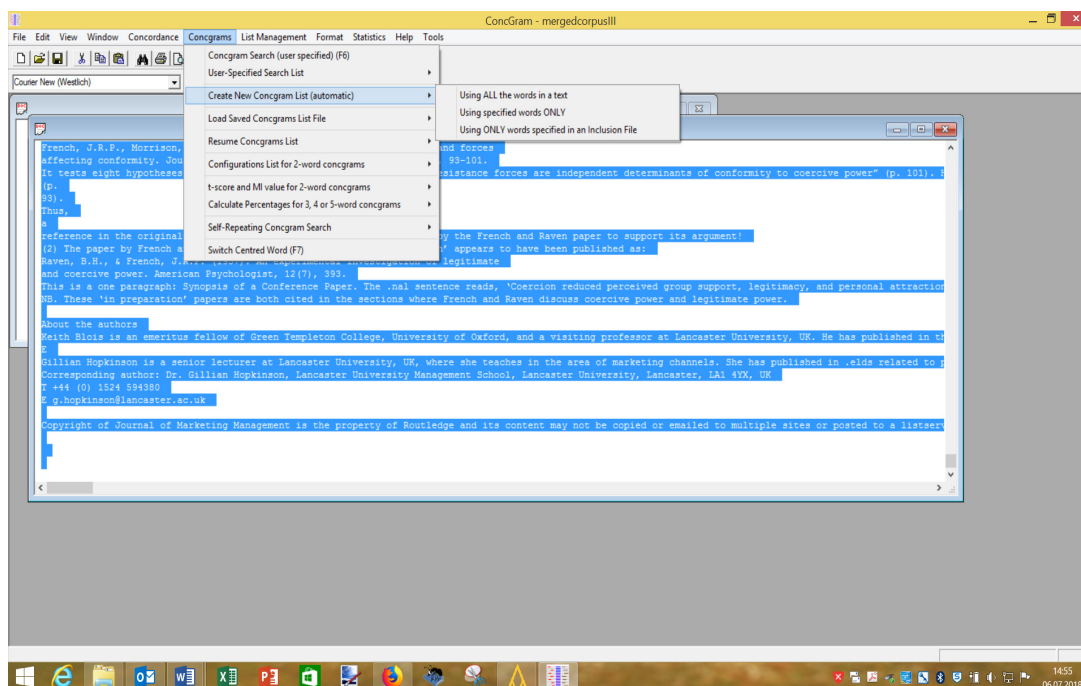 ConcGram - mergedcorpusIII
File Edit View Window Concordance Concgrams List Management Format Statistics Help Tools
Courier New (Westlich)
Concgram Search (user specified) (F6)
User-Specified Search List
Create New Concgram List (automatic)
Load Saved Concgrams List File
Resume Concgrams List
Configurations List for 2-word concgrams
t-score and MI value for 2-word concgrams
Calculate Percentages for 3, 4 or 5-word concgrams
Self-Repeating Concgram Search
Switch Centred Word (F7)
Using ALL the words in a text
Using specified words ONLY
Using ONLY words specified in an Inclusion File
French, J.R.P., Morrison, nd forces
affecting conformity. Jou 93-101.
It tests eight hypotheses esistance forces are independent determinants of conformity to coercive power" (p. 101).
(p.
93).
Thus,
a
reference in the original by the French and Raven paper to support its argument!
(2) The paper by French a ' appears to have been published as:
Raven, B.H., & French, J.R. legitimate
and coercive power. American Psychologist, 12(7), 393.
This is a one paragraph: Synopsis of a Conference Paper. The .nal sentence reads, 'Coercion reduced perceived group support, legitimacy, and personal attraction
NB. These 'in preparation' papers are both cited in the sections where French and Raven discuss coercive power and legitimate power.
About the authors
Keith Blois is an emeritus fellow of Green Templeton College, University of Oxford, and a visiting professor at Lancaster University, UK. He has published in th
E
Gillian Hopkinson is a senior lecturer at Lancaster University, UK, where she teaches in the area of marketing channels. She has published in .elds related to p
Corresponding author: Dr. Gillian Hopkinson, Lancaster University Management School, Lancaster University, Lancaster, LA1 4YX, UK
T +44 (0) 1524 594380
E g.hopkinson@lancaster.ac.uk
Copyright of Journal of Marketing Management is the property of Routledge and its content may not be copied or emailed to multiple sites or posted to a listserv
14:55
06.07.2018